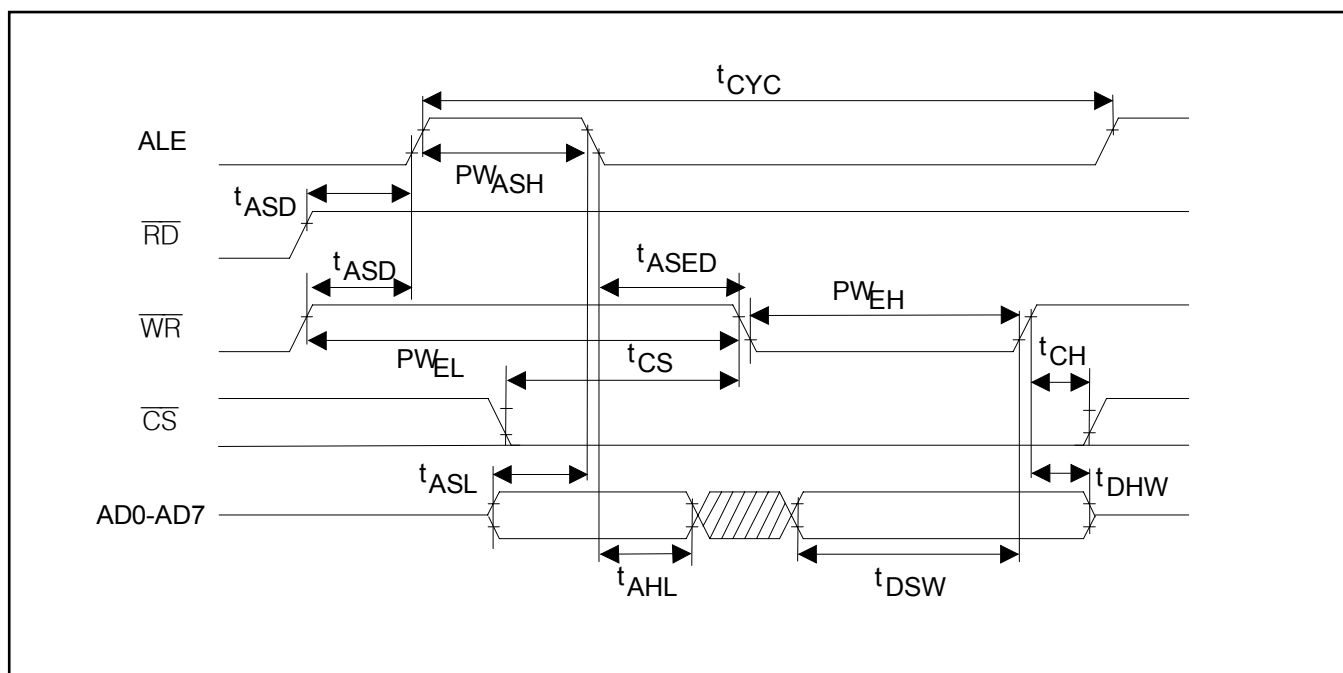 tCYC
ALE
PWASH
tASD
RD
tASD
tASED
PWEH
WR
PWEL
tCS
tCH
CS
tASL
tDHW
AD0-AD7
tAHL
tDSW